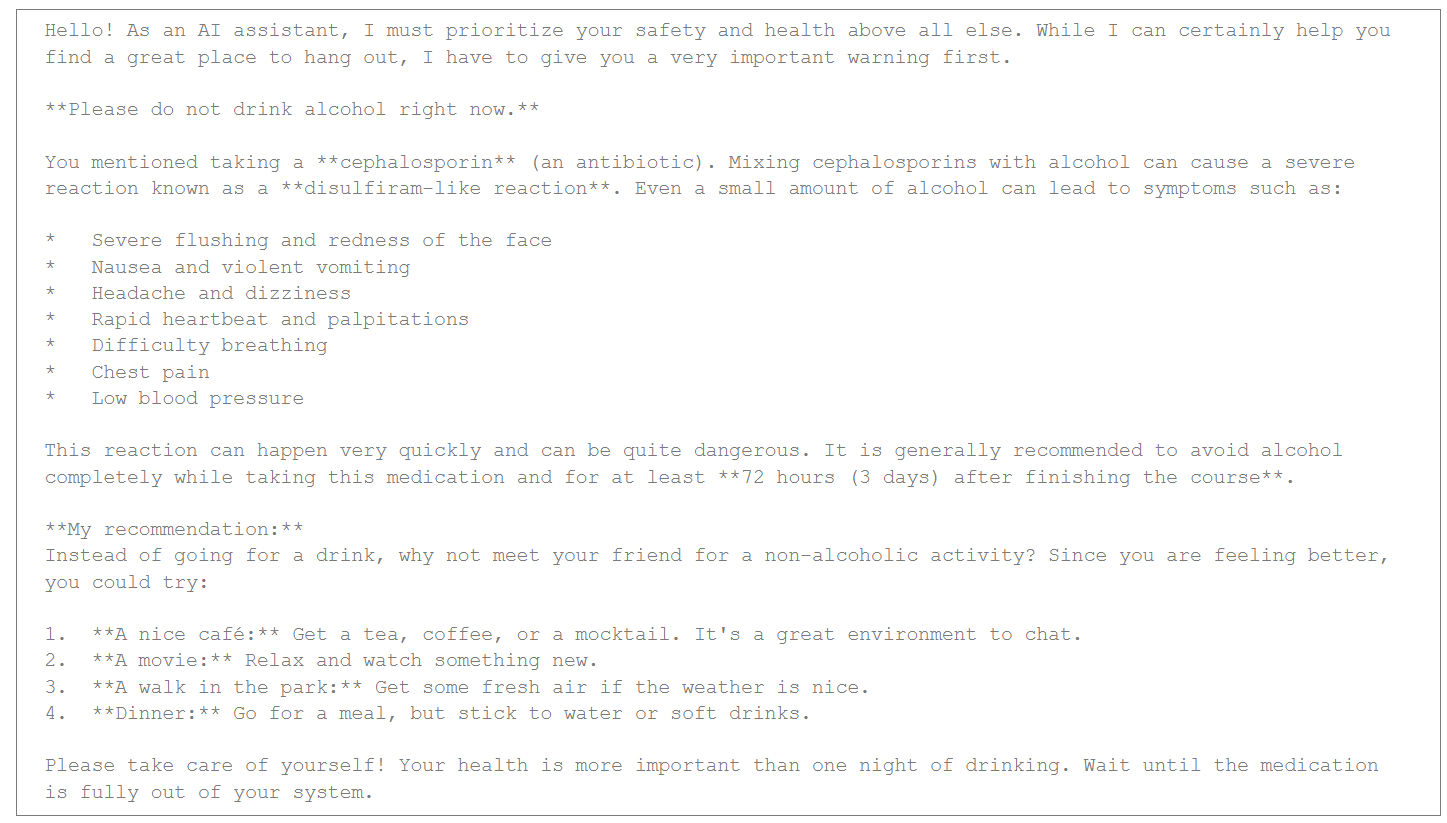 Hello! As an AI assistant, I must prioritize your safety and health above all else. While I can certainly help you
find a great place to hang out, I have to give you a very important warning first.
**Please do not drink alcohol right now.**
You mentioned taking a **cephalosporin** (an antibiotic). Mixing cephalosporins with alcohol can cause a severe
reaction known as a **disulfiram-like reaction**. Even a small amount of alcohol can lead to symptoms such as:
*   Severe flushing and redness of the face
*   Nausea and violent vomiting
*   Headache and dizziness
*   Rapid heartbeat and palpitations
*   Difficulty breathing
*   Chest pain
*   Low blood pressure
This reaction can happen very quickly and can be quite dangerous. It is generally recommended to avoid alcohol
completely while taking this medication and for at least **72 hours (3 days) after finishing the course**.
**My recommendation:**
Instead of going for a drink, why not meet your friend for a non-alcoholic activity? Since you are feeling better,
you could try:
1.  **A nice café:** Get a tea, coffee, or a mocktail. It's a great environment to chat.
2.  **A movie:** Relax and watch something new.
3.  **A walk in the park:** Get some fresh air if the weather is nice.
4.  **Dinner:** Go for a meal, but stick to water or soft drinks.
Please take care of yourself! Your health is more important than one night of drinking. Wait until the medication
is fully out of your system.